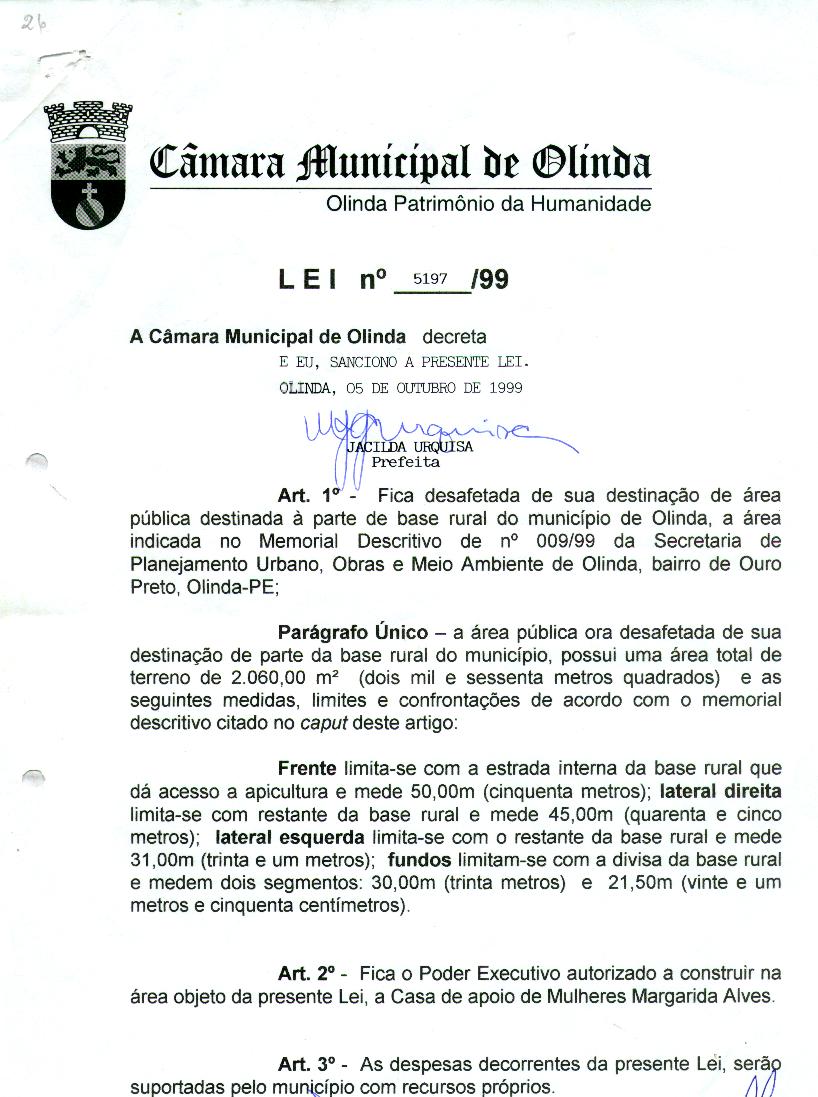 26
Câmara Municipal de Olinda
Olinda Patrimônio da Humanidade
LEI nº 5197 /99
A Câmara Municipal de Olinda decreta
E EU, SANCIONO A PRESENTE LEI.
OLINDA, 05 DE OUTUBRO DE 1999
JACILDA URQUISA
Prefeita
Art. 1º - Fica desafetada de sua destinação de área
pública destinada à parte de base rural do município de Olinda, a área
indicada no Memorial Descritivo de nº 009/99 da Secretaria de
Planejamento Urbano, Obras e Meio Ambiente de Olinda, bairro de Ouro
Preto, Olinda-PE;
Parágrafo Único – a área pública ora desafetada de sua
destinação de parte da base rural do município, possui uma área total de
terreno de 2.060,00 m² (dois mil e sessenta metros quadrados) e as
seguintes medidas, limites e confrontações de acordo com o memorial
descritivo citado no caput deste artigo:
Frente limita-se com a estrada interna da base rural que
dá acesso a apicultura e mede 50,00m (cinquenta metros); lateral direita
limita-se com restante da base rural e mede 45,00m (quarenta e cinco
metros); lateral esquerda limita-se com o restante da base rural e mede
31,00m (trinta e um metros); fundos limitam-se com a divisa da base rural
e medem dois segmentos: 30,00m (trinta metros) e 21,50m (vinte e um
metros e cinquenta centímetros).
Art. 2º - Fica o Poder Executivo autorizado a construir na
área objeto da presente Lei, a Casa de apoio de Mulheres Margarida Alves.
Art. 3º - As despesas decorrentes da presente Lei, serão
suportadas pelo município com recursos próprios.